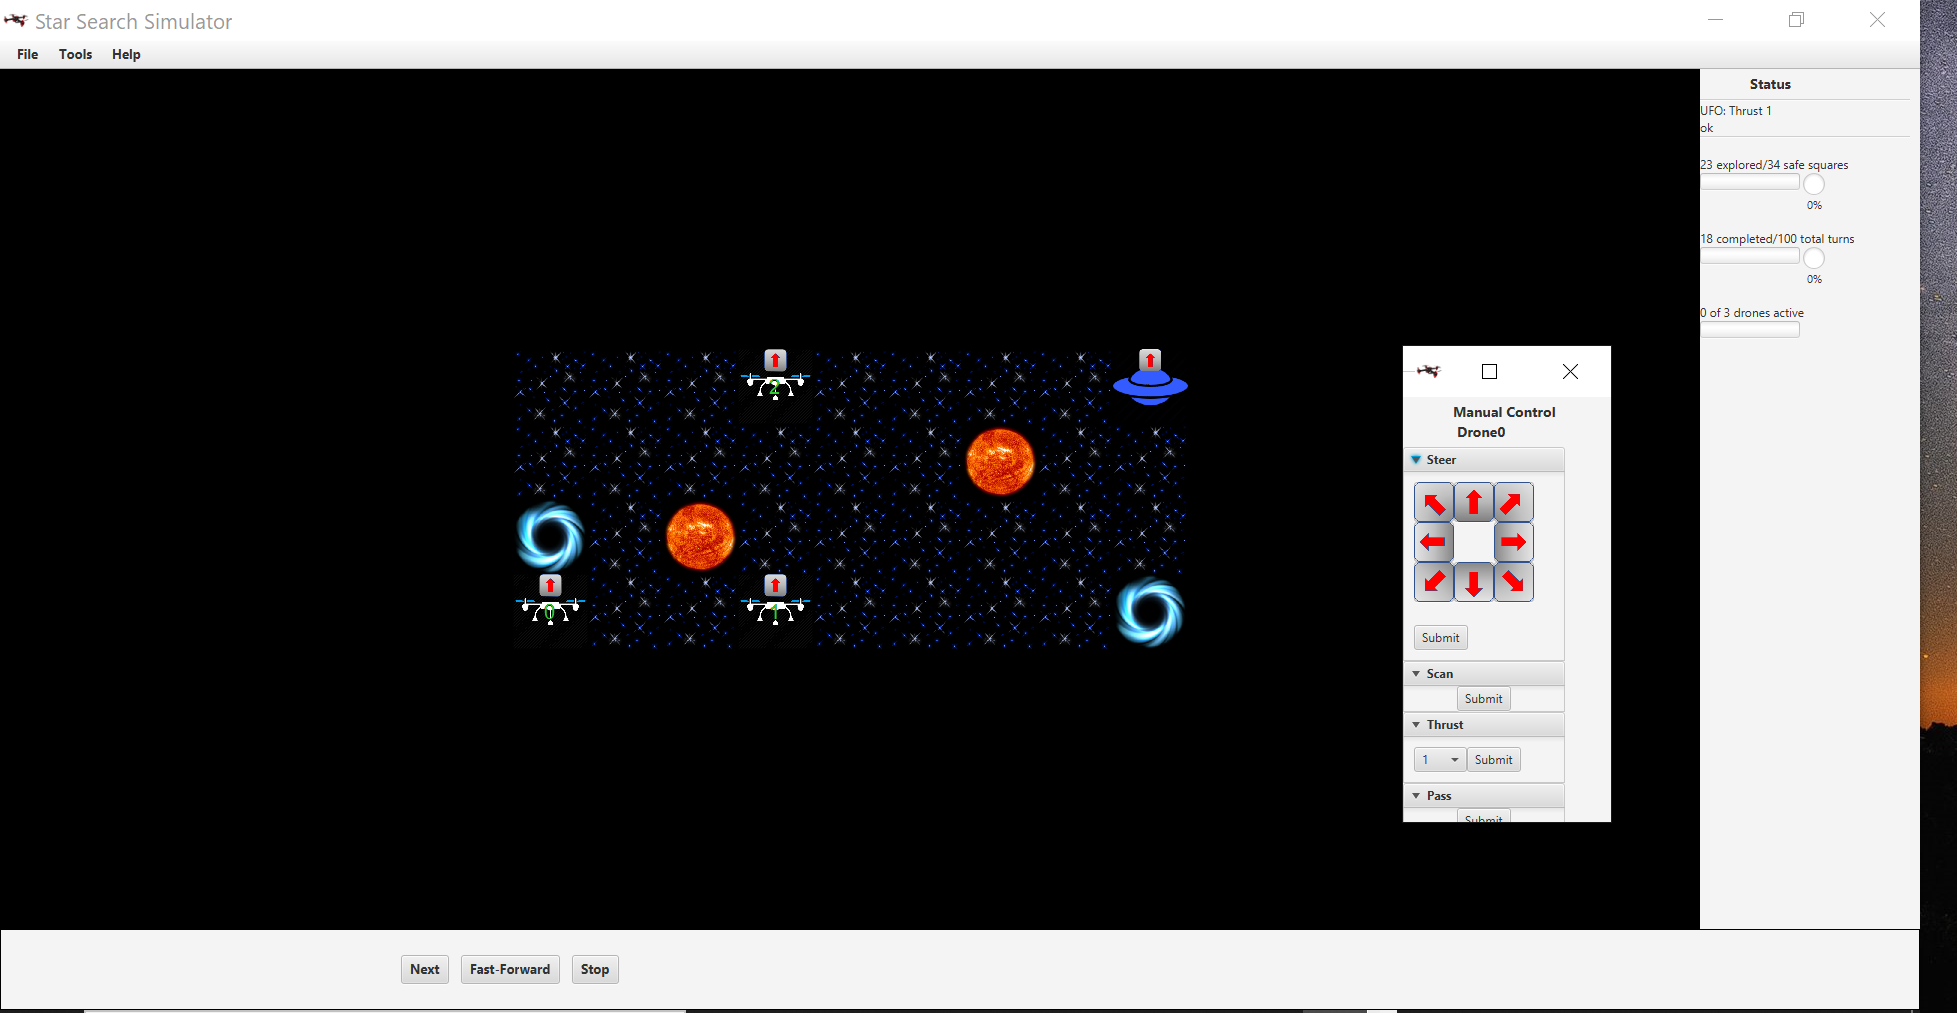 Star Search Simulator
File Tools Help
Status
UFO: Thrust 1
ok
23 explored/34 safe squares
0%
18 completed/100 total turns
0%
0 of 3 drones active
2
0
1
Manual Control
Drone0
Steer
Submit
Scan
Submit
Thrust
1 Submit
Pass
Submit
Next Fast-Forward Stop